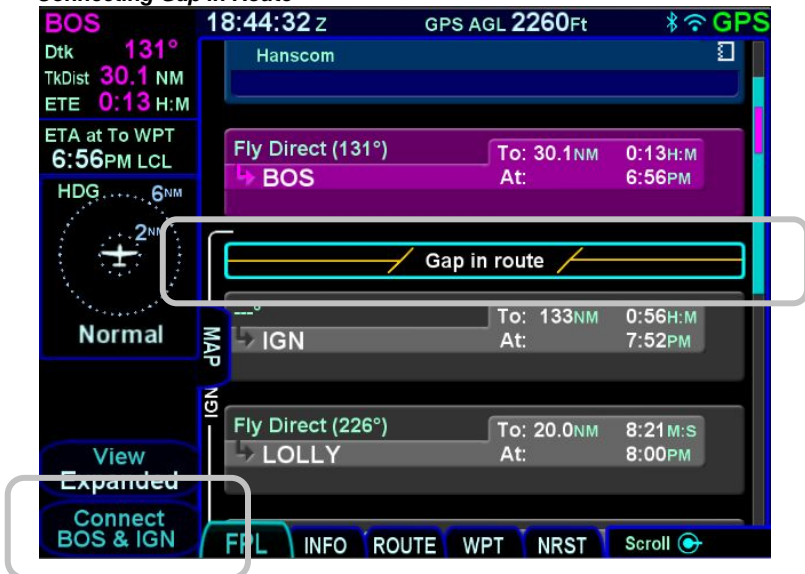 Connecting Gap in Route
BOS 18:44:32 Z GPS AGL 2260Ft GPS
Dtk 131°
TkDist 30.1 NM
ETE 0:13 H:M
ETA at To WPT
6:56PM LCL
HDG 6NM
2NM
Normal
View
Expanded
Connect
BOS & IGN
Hanscom
Fly Direct (131°) To: 30.1NM 0:13H:M
BOS At: 6:56PM
Gap in route
---° To: 133NM 0:56H:M
IGN At: 7:52PM
MAP
IGN
Fly Direct (226°) To: 20.0NM 8:21M:S
LOLLY At: 8:00PM
FPL INFO ROUTE WPT NRST Scroll